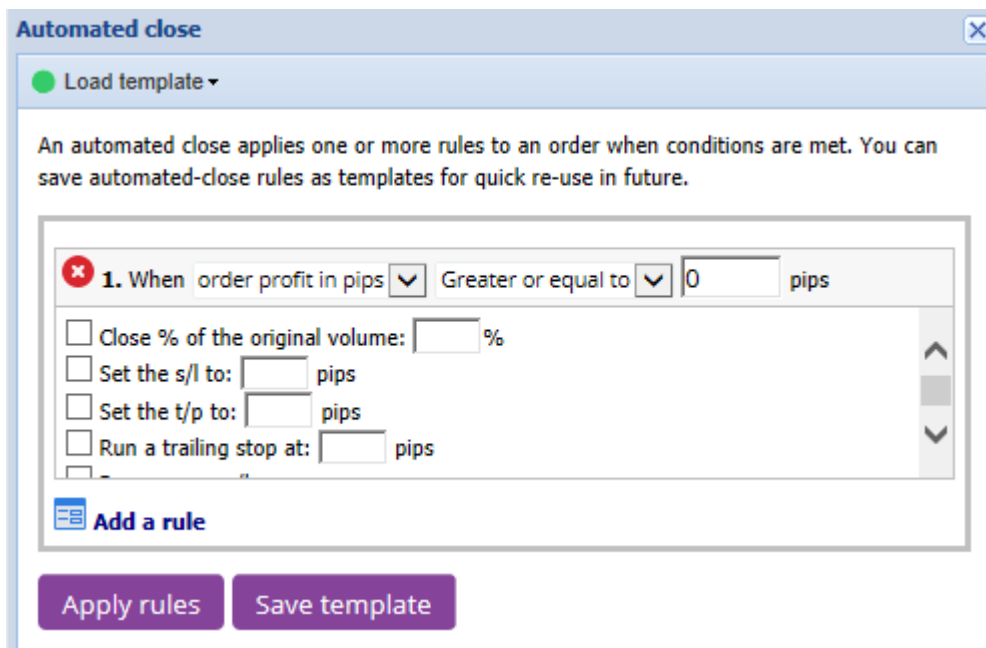 Automated close
Load template
An automated close applies one or more rules to an order when conditions are met. You can
save automated-close rules as templates for quick re-use in future.
1. When order profit in pips Greater or equal to 0 pips
Close % of the original volume: %
Set the s/l to: pips
Set the t/p to: pips
Run a trailing stop at: pips
Add a rule
Apply rules Save template